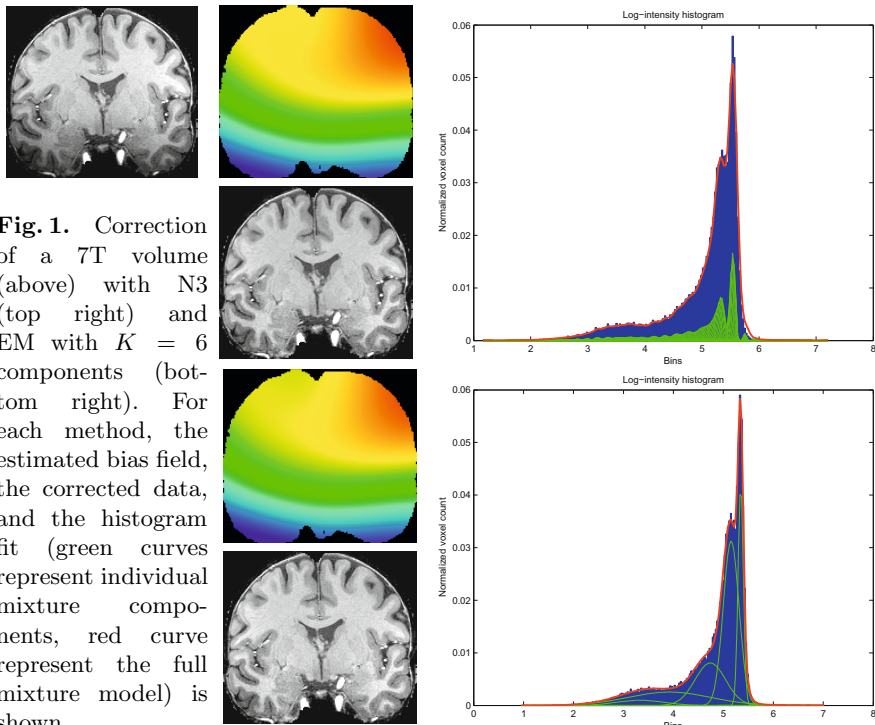 Fig. 1. Correction
of a 7T volume
(above) with N3
(top right) and
EM with K = 6
components (bot-
tom right). For
each method, the
estimated bias field,
the corrected data,
and the histogram
fit (green curves
represent individual
mixture compo-
nents, red curve
represent the full
mixture model) is
shown
Log−intensity histogram
Normalized voxel count
0.06
0.05
0.04
0.03
0.02
0.01
0
1 2 3 4 5 6 7 8
Bins
Log−intensity histogram
Normalized voxel count
0.06
0.05
0.04
0.03
0.02
0.01
0
0 1 2 3 4 5 6 7 8
Bins